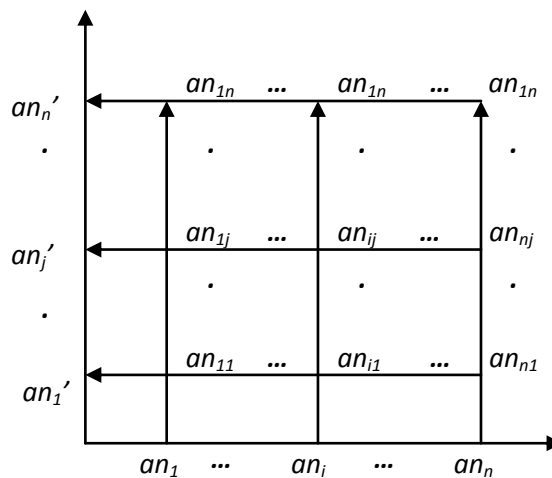 an1n ... an1n ... an1n
ann'
. . . .
an1j ... anij ... annj
anj'
. . . .
an11 ... ani1 ... ann1
an1'
an1 ... ani ... ann